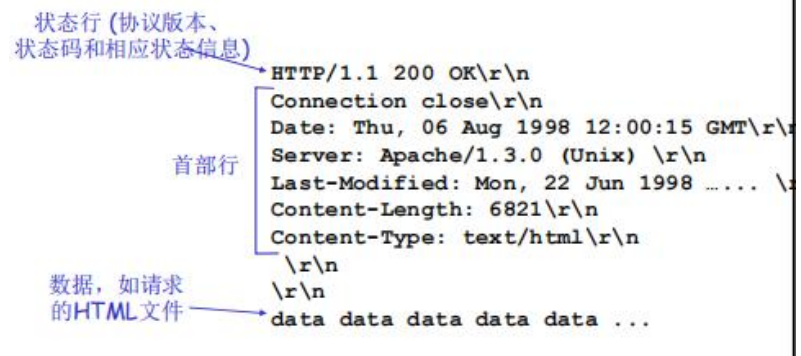 状态行 (协议版本、
状态码和相应状态信息)
HTTP/1.1 200 OK\r\n
Connection close\r\n
Date: Thu, 06 Aug 1998 12:00:15 GMT\r\
首部行
Server: Apache/1.3.0 (Unix) \r\n
Last-Modified: Mon, 22 Jun 1998 …... \
Content-Length: 6821\r\n
Content-Type: text/html\r\n
\r\n
\r\n
数据，如请求
的HTML文件
data data data data data ...